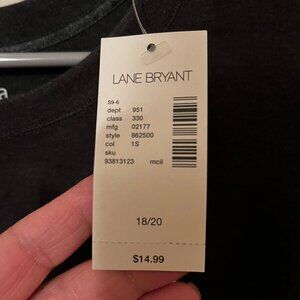 LANE BRYANT
S9-6
dept 951
class 330
mfg 02177
style 862500
col 1S
sku
93813123 mcii
18/20
$14.99